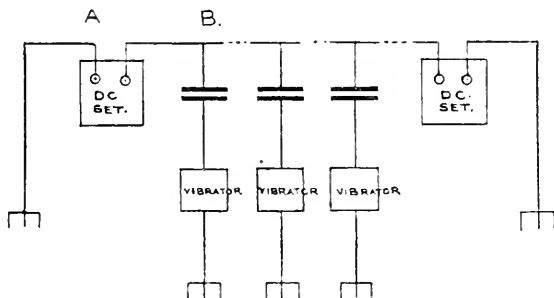 A B.
DC SET.
DC. SET.
VIBRATOR VIBRATOR VIBRATOR